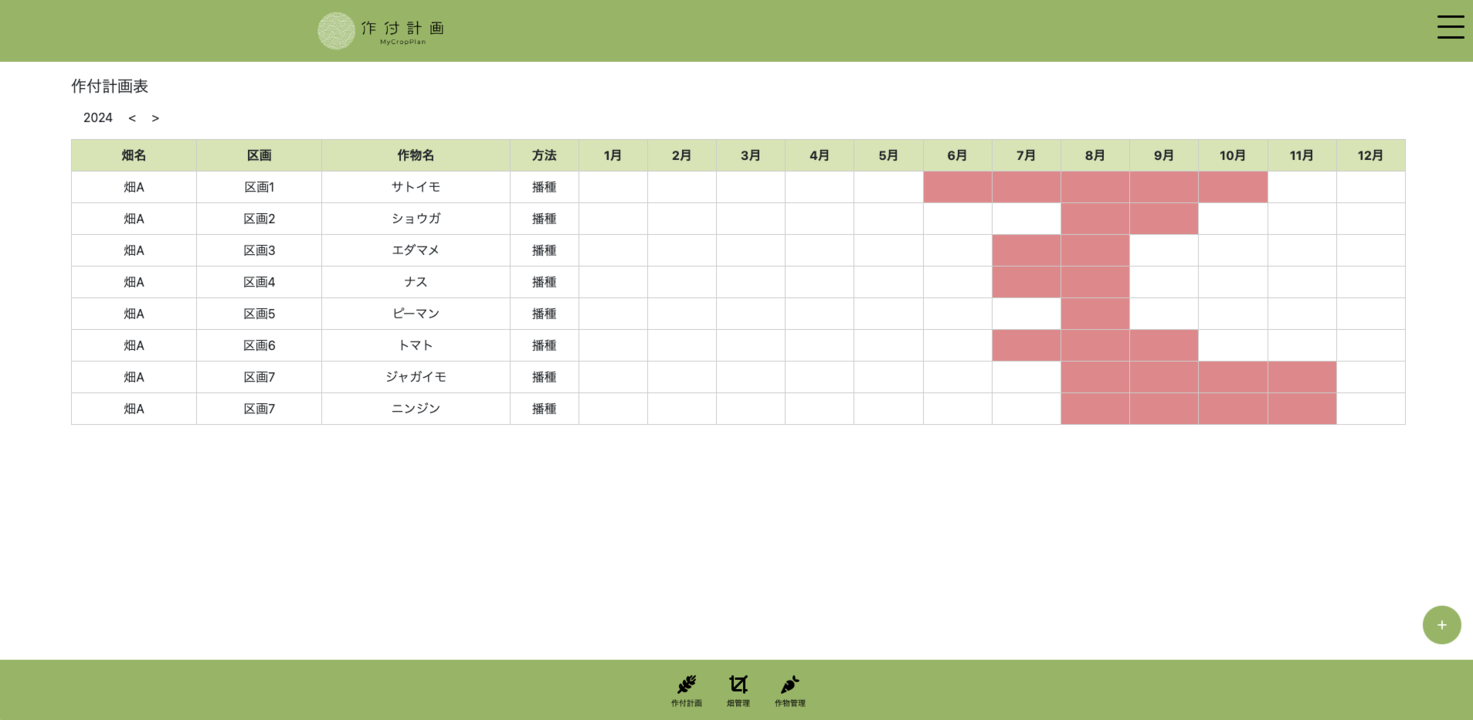 作付計画
MyCropPlan
作付計画表
2024 < >
畑名 区画 作物名 方法 1月 2月 3月 4月 5月 6月 7月 8月 9月 10月 11月 12月
畑A 区画1 サトイモ 播種
畑A 区画2 ショウガ 播種
畑A 区画3 エダマメ 播種
畑A 区画4 ナス 播種
畑A 区画5 ピーマン 播種
畑A 区画6 トマト 播種
畑A 区画7 ジャガイモ 播種
畑A 区画7 ニンジン 播種
+
作付計画 畑管理 作物管理